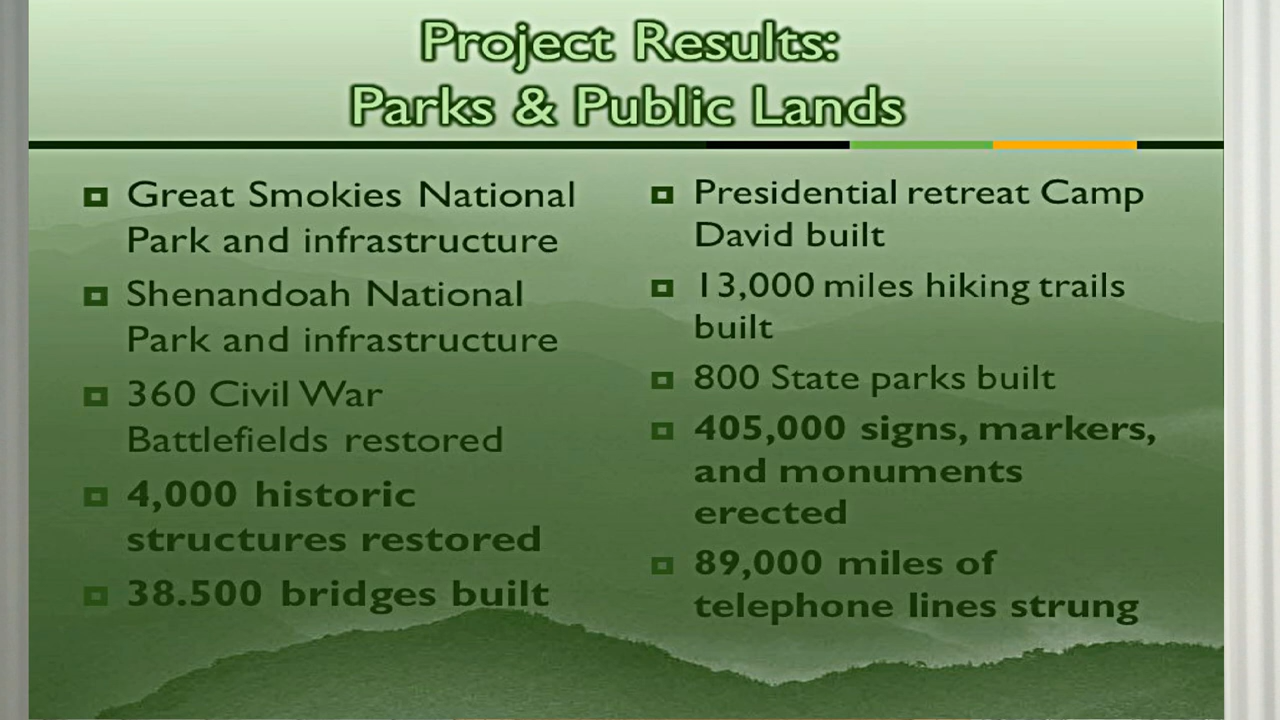 Project Results:
Parks & Public Lands
Great Smokies National
Park and infrastructure
Shenandoah National
Park and infrastructure
360 Civil War
Battlefields restored
4,000 historic
structures restored
38.500 bridges built
Presidential retreat Camp
David built
13,000 miles hiking trails
built
800 State parks built
405,000 signs, markers,
and monuments
erected
89,000 miles of
telephone lines strung